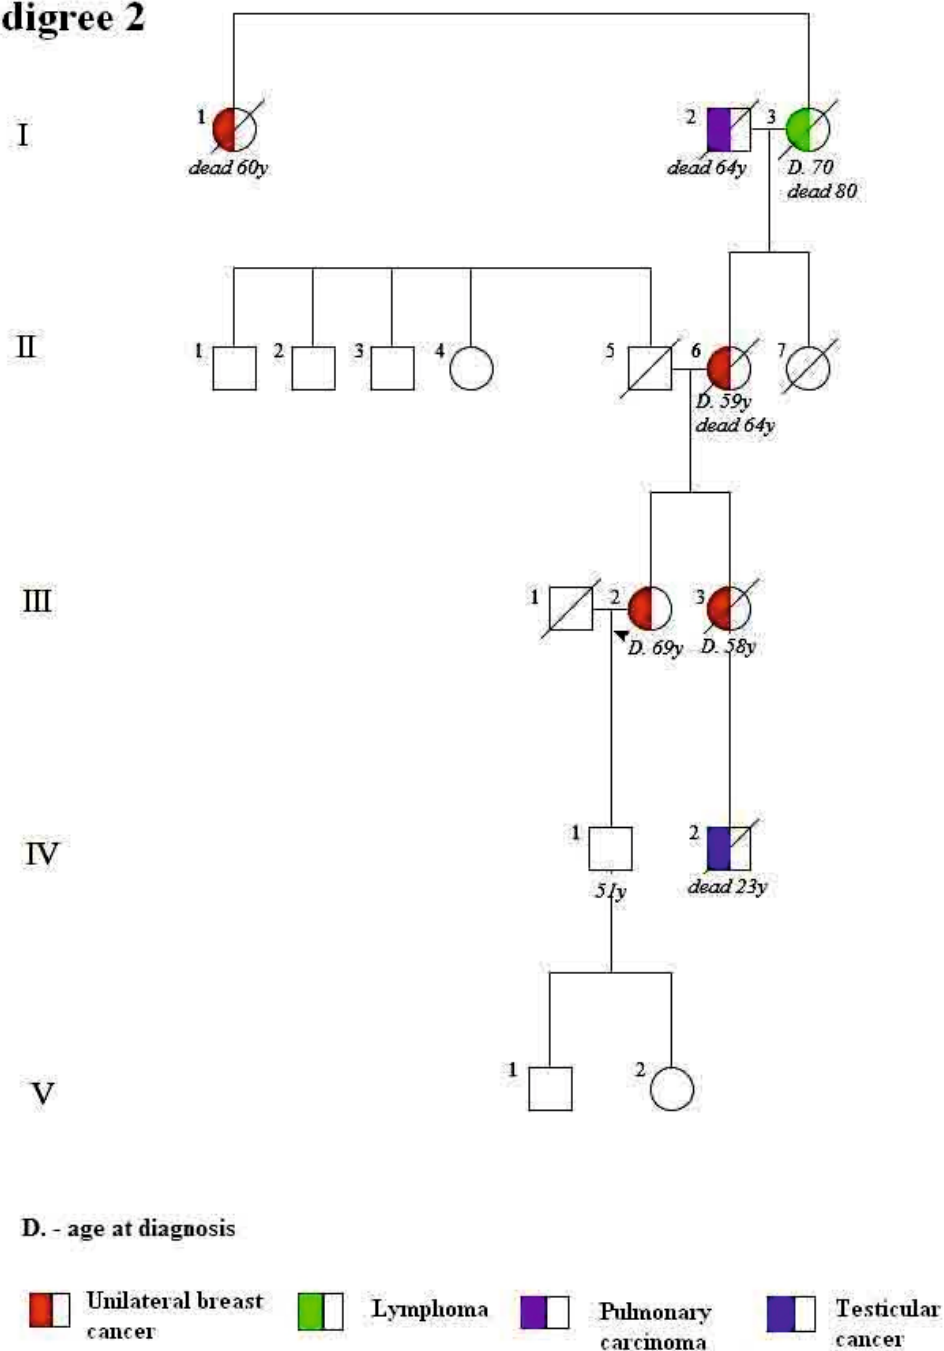 digree 2
I
1
2
3
dead 60y
dead 64y
D. 70
dead 80
II
1
2
3
4
5
6
7
D. 59y
dead 64y
III
1
2
3
D. 69y
D. 58y
IV
1
2
51y
dead 23y
V
1
2
D. - age at diagnosis
Unilateral breast
cancer
Lymphoma
Pulmonary
carcinoma
Testicular
cancer